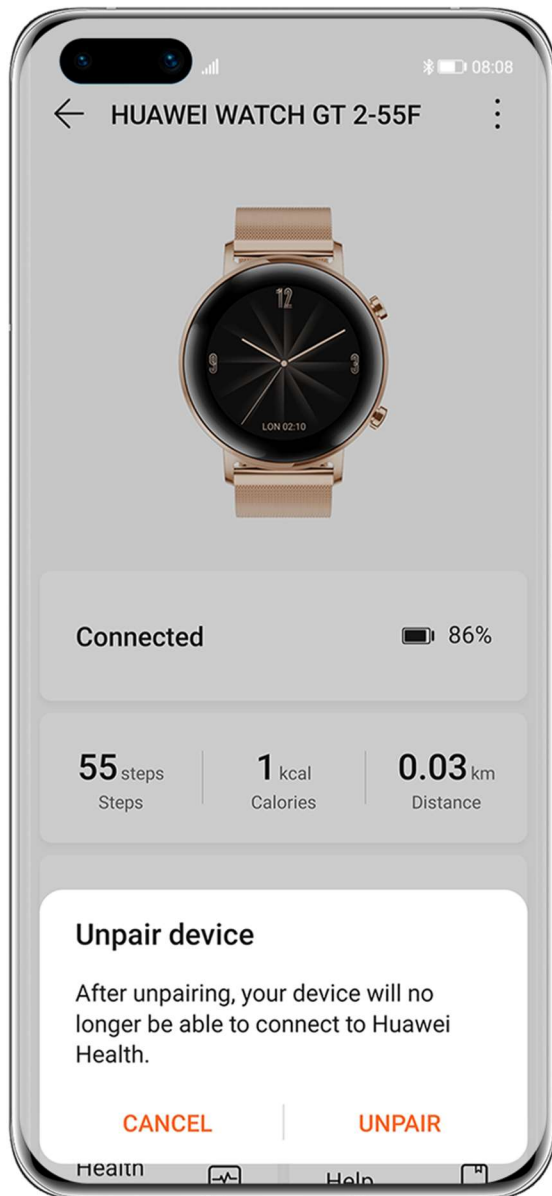 08:08
HUAWEI WATCH GT 2-55F
12
9
3
LON 02:10
Connected
86%
55 steps
1 kcal
0.03 km
Steps
Calories
Distance
Unpair device
After unpairing, your device will no
longer be able to connect to Huawei
Health.
CANCEL
UNPAIR
Health
Help